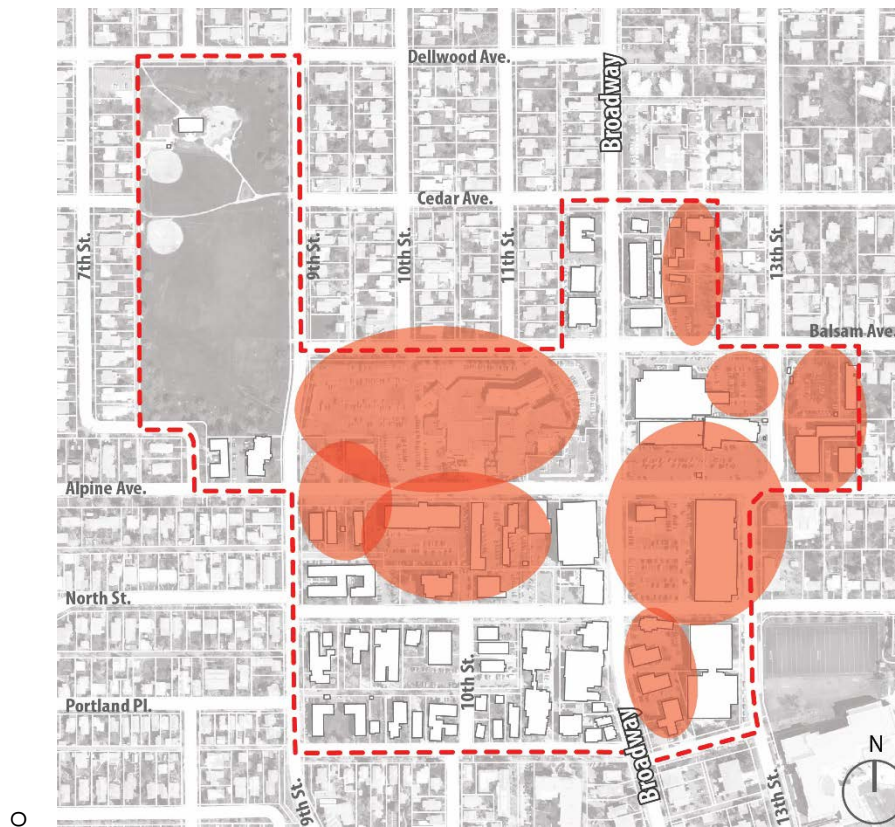 Dellwood Ave.
Broadway
Cedar Ave.
7th St.
9th St.
10th St.
11th St.
13th St.
Balsam Ave.
Alpine Ave.
North St.
10th St.
Portland Pl.
Broadway
N
9th St.
13th St.
O